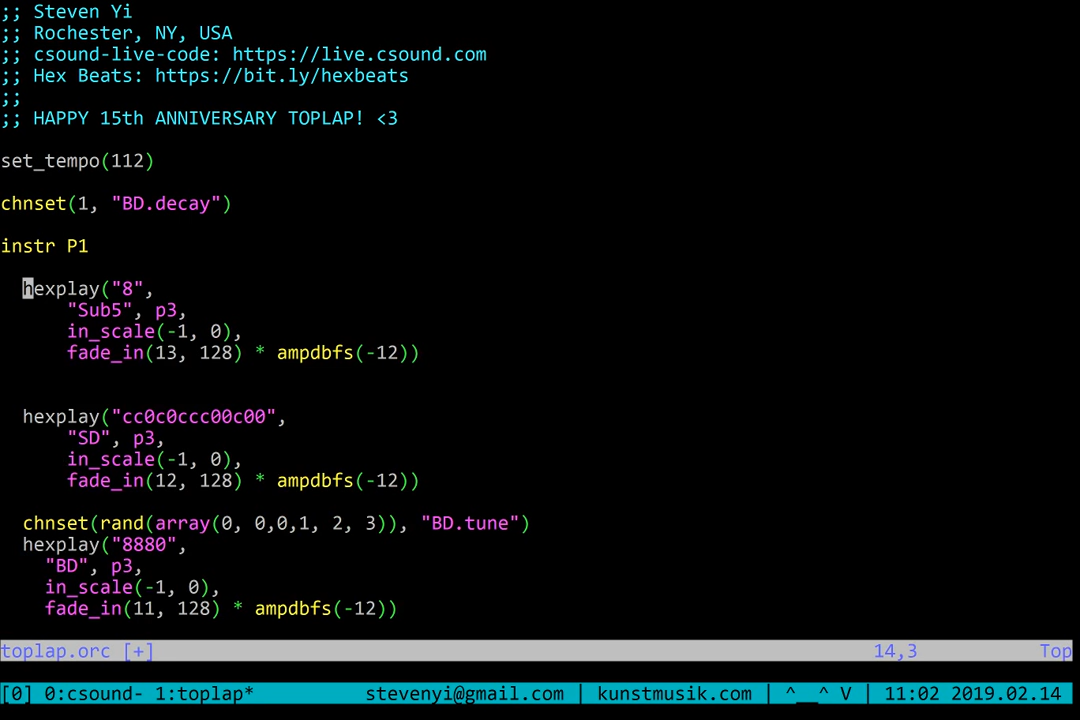 ;; Steven Yi
;; Rochester, NY, USA
;; csound-live-code: https://live.csound.com
;; Hex Beats: https://bit.ly/hexbeats
;;
;; HAPPY 15th ANNIVERSARY TOPLAP! <3
set_tempo(112)
chnset(1, "BD.decay")
instr P1
hexplay("8",
"Sub5", p3,
in_scale(-1, 0),
fade_in(13, 128) * ampdbfs(-12))
hexplay("cc0c0ccc00c00",
"SD", p3,
in_scale(-1, 0),
fade_in(12, 128) * ampdbfs(-12))
chnset(rand(array(0, 0,0,1, 2, 3)), "BD.tune")
hexplay("8880",
"BD", p3,
in_scale(-1, 0),
fade_in(11, 128) * ampdbfs(-12))
toplap.orc [+] 14,3 Top
[0] 0:csound- 1:toplap* stevenyi@gmail.com | kunstmusik.com | ^__^ V | 11:02 2019.02.14